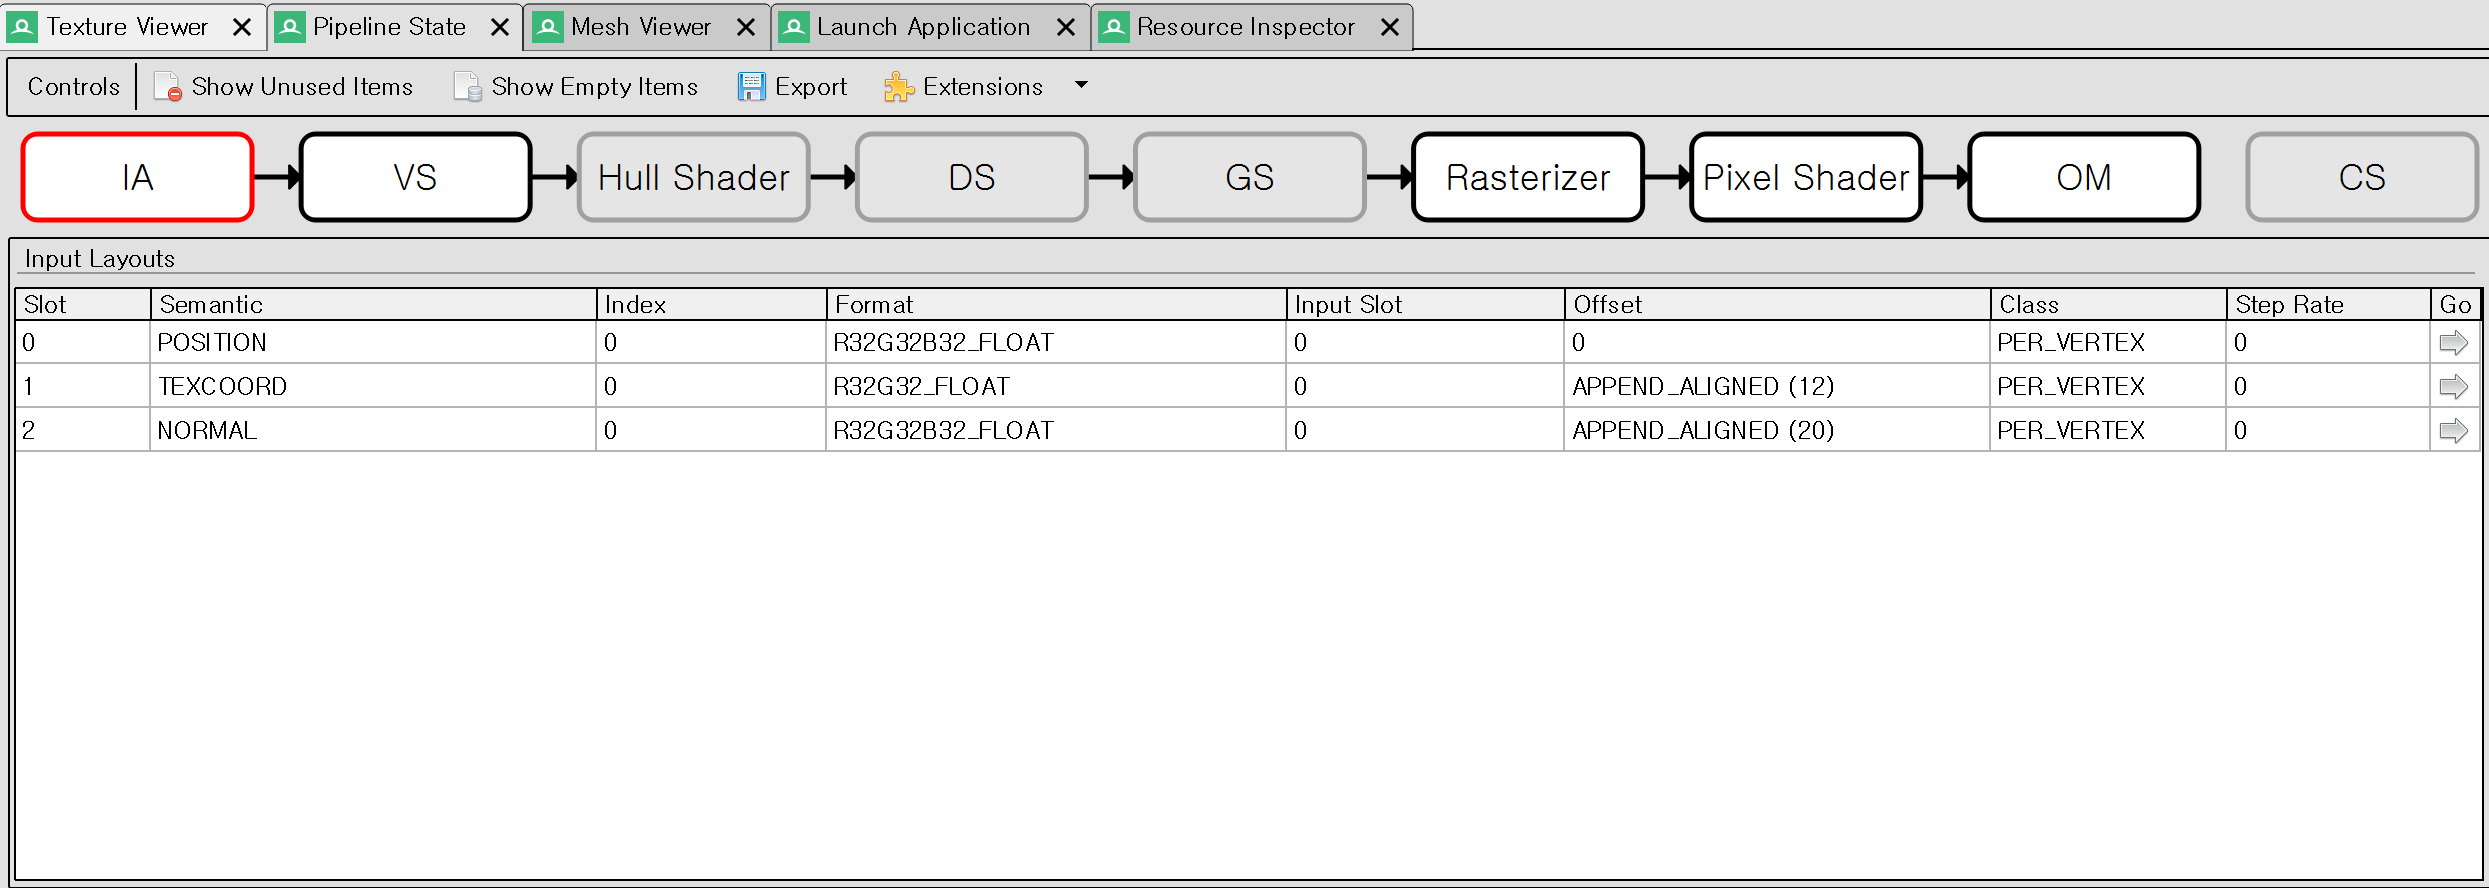 Texture Viewer Pipeline State Mesh Viewer Launch Application Resource Inspector
Controls Show Unused Items Show Empty Items Export Extensions
IA VS Hull Shader DS GS Rasterizer Pixel Shader OM CS
Input Layouts
Slot Semantic Index Format Input Slot Offset Class Step Rate Go
0 POSITION 0 R32G32B32_FLOAT 0 0 PER_VERTEX 0
1 TEXCOORD 0 R32G32_FLOAT 0 APPEND_ALIGNED (12) PER_VERTEX 0
2 NORMAL 0 R32G32B32_FLOAT 0 APPEND_ALIGNED (20) PER_VERTEX 0